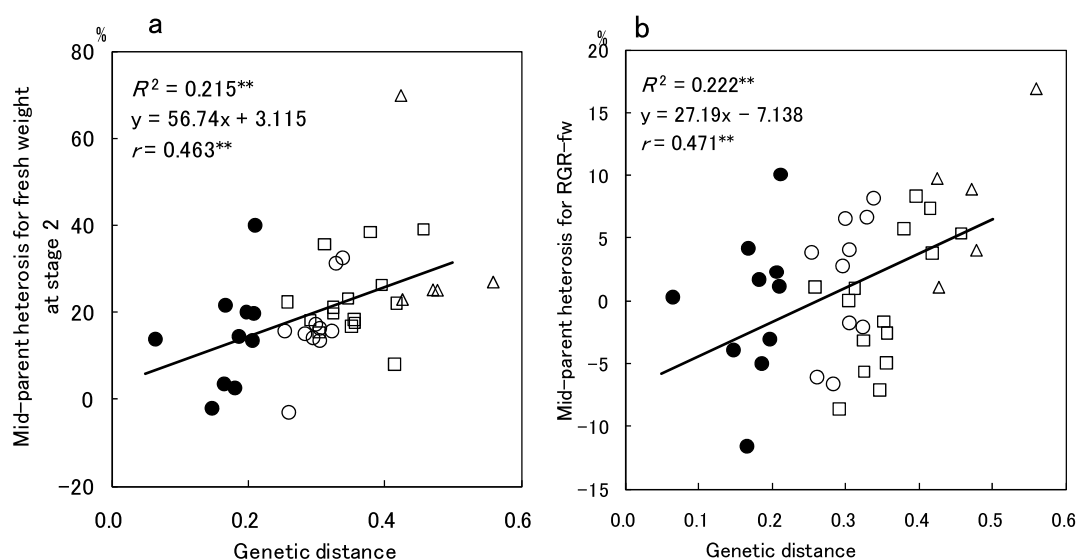 %
a
80
60
40
20
0
−20
R² = 0.215**
y = 56.74x + 3.115
r = 0.463**
Mid-parent heterosis for fresh weight
at stage 2
0.0 0.2 0.4 0.6
Genetic distance
%
b
20
15
10
5
0
−5
−10
−15
R² = 0.222**
y = 27.19x − 7.138
r = 0.471**
Mid-parent heterosis for RGR-fw
0.0 0.1 0.2 0.3 0.4 0.5 0.6
Genetic distance